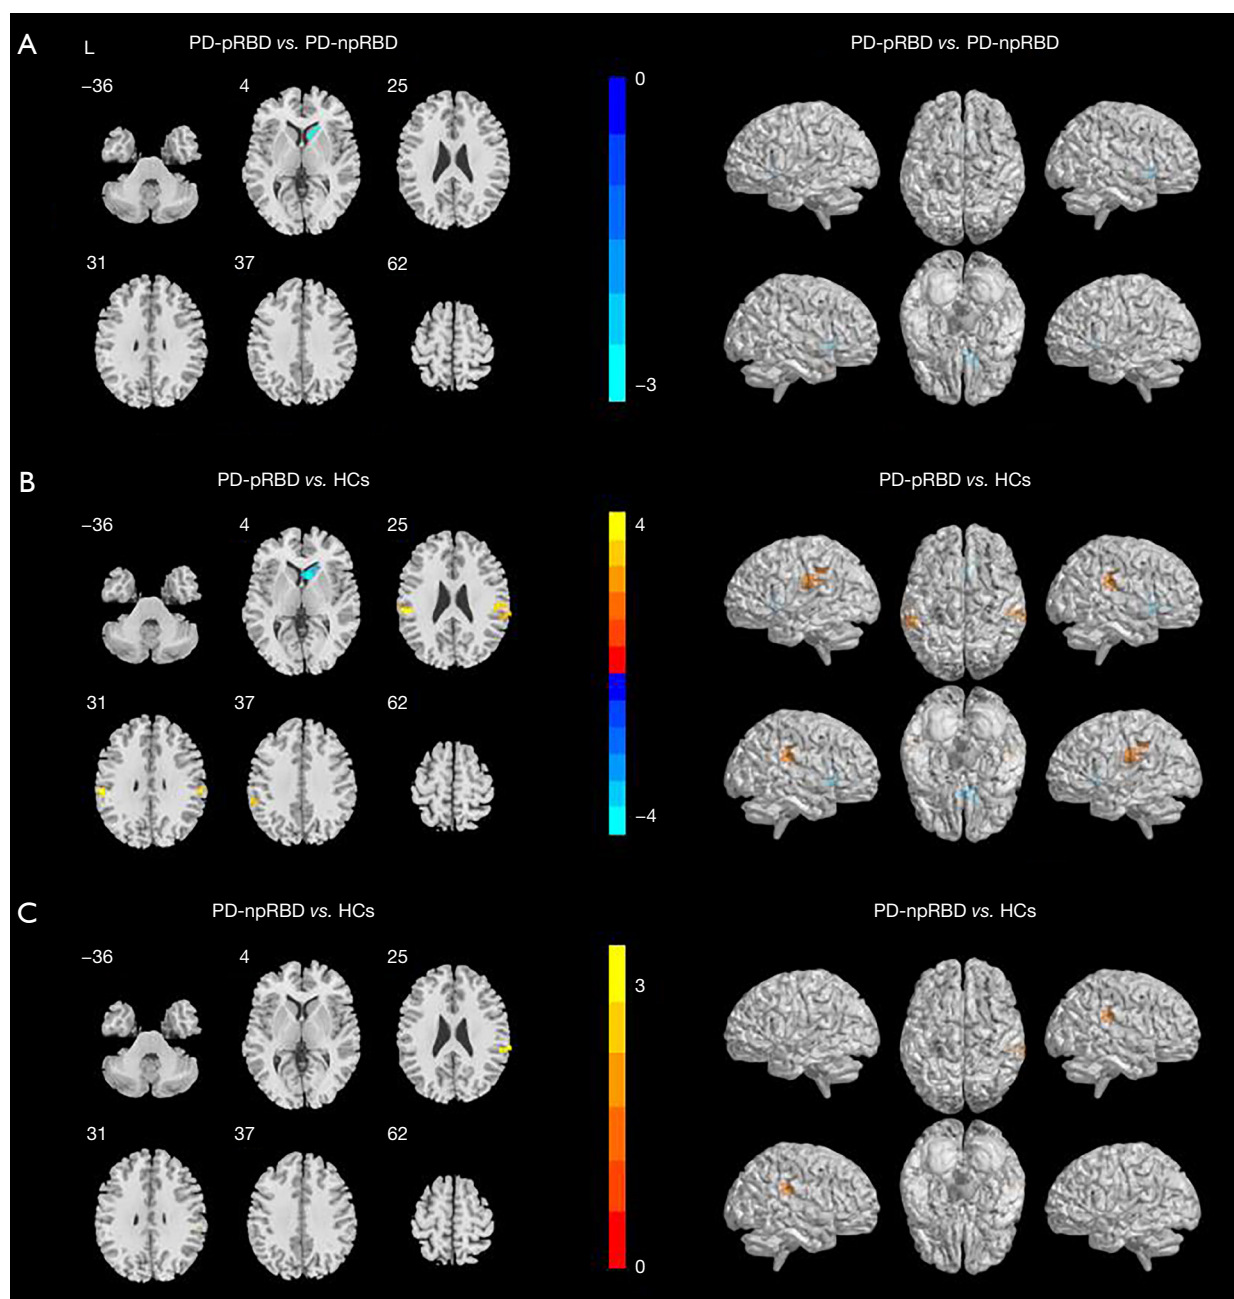 A
PD-pRBD vs. PD-npRBD
PD-pRBD vs. PD-npRBD
L
−36
4
25
0
31
37
62
−3
B
PD-pRBD vs. HCs
PD-pRBD vs. HCs
−36
4
25
4
31
37
62
−4
C
PD-npRBD vs. HCs
PD-npRBD vs. HCs
−36
4
25
3
31
37
62
0